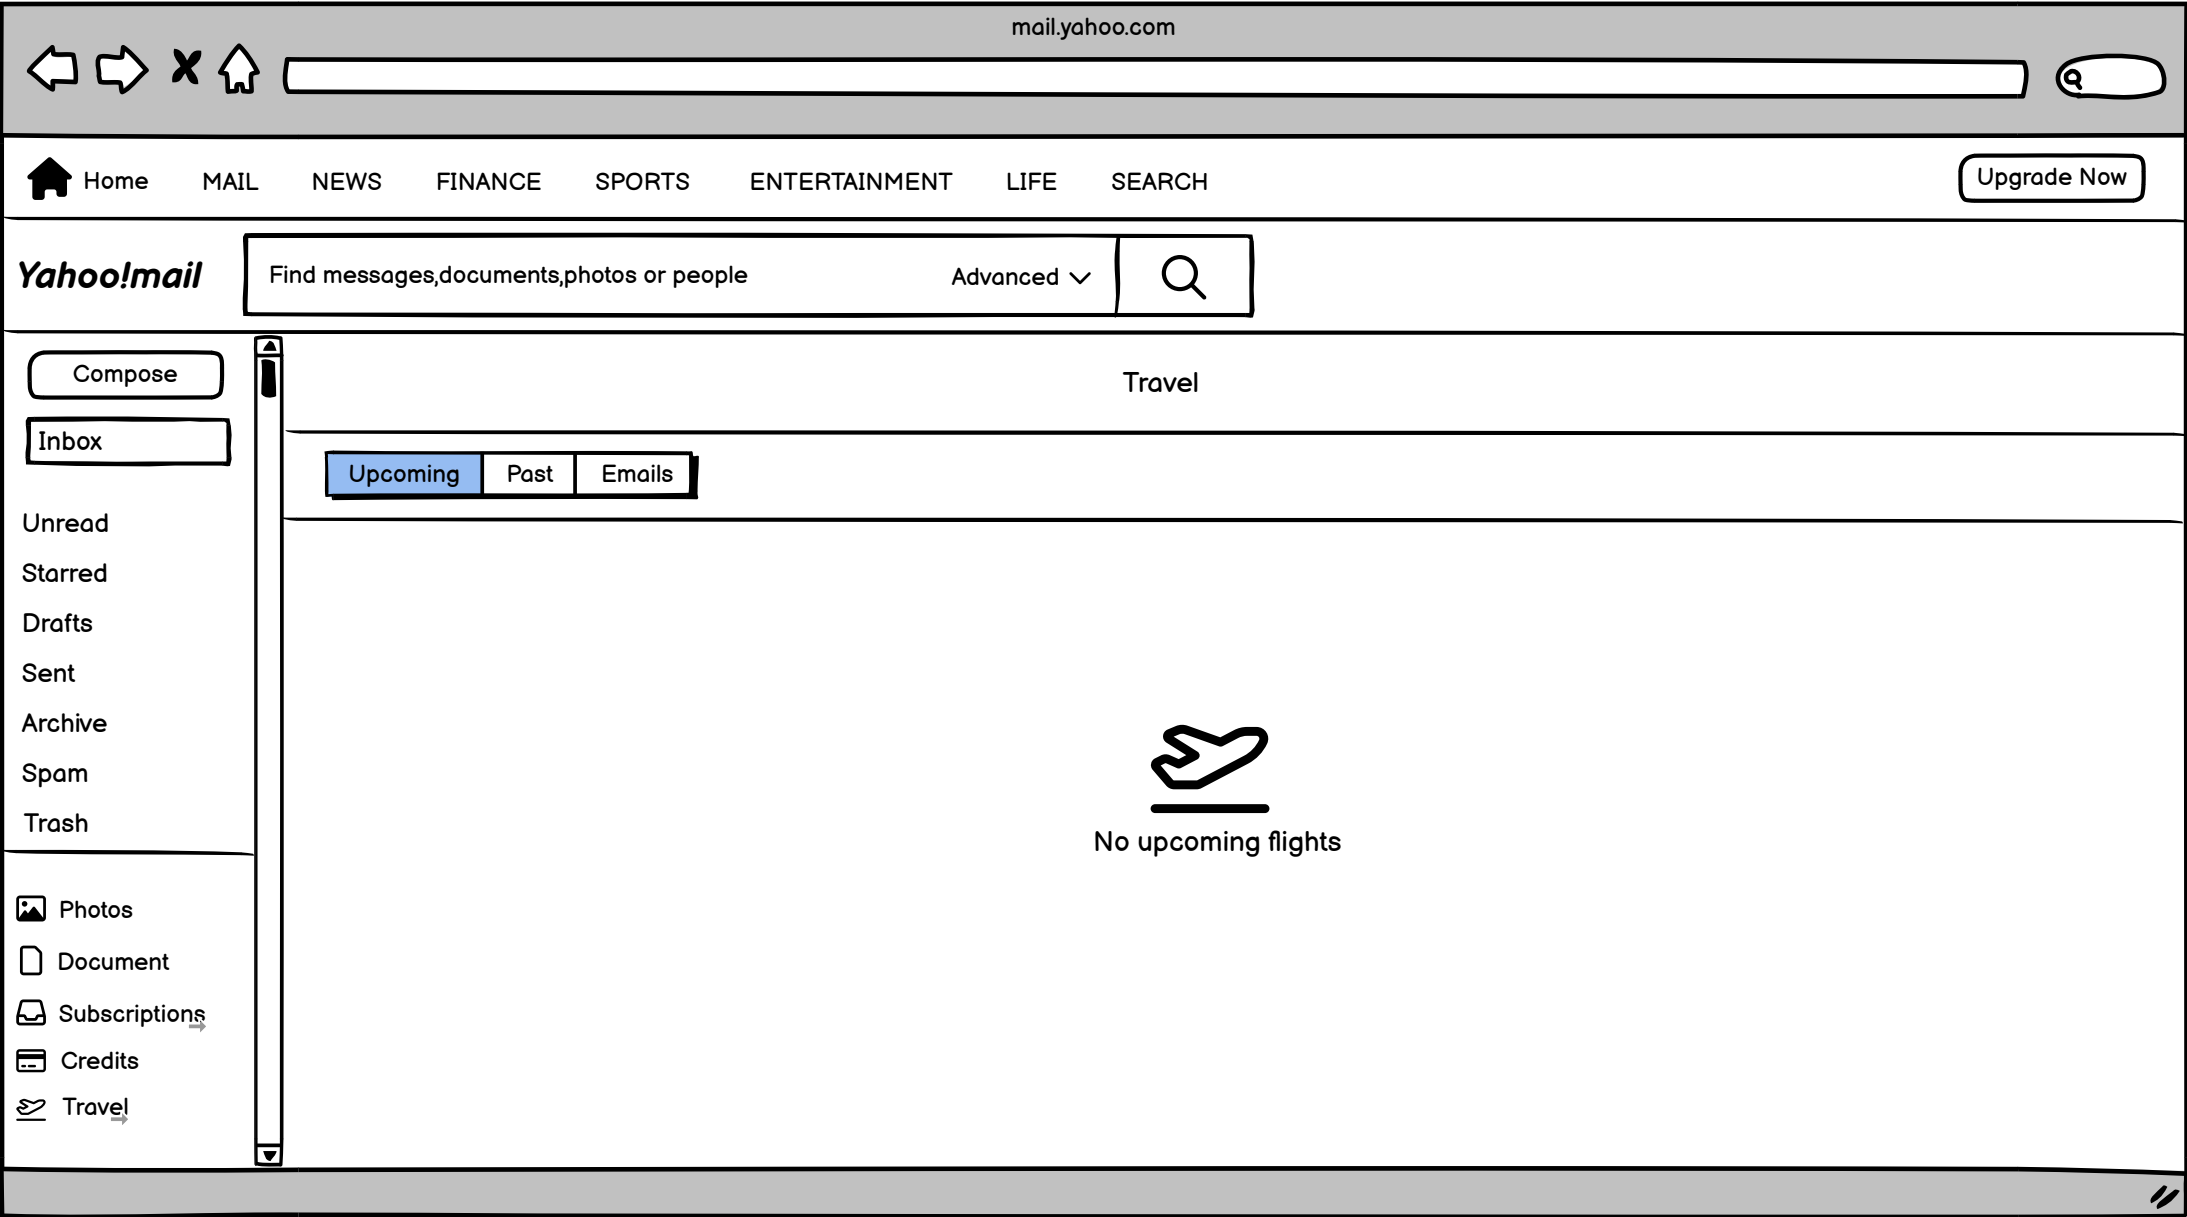 mail.yahoo.com
Home MAIL NEWS FINANCE SPORTS ENTERTAINMENT LIFE SEARCH Upgrade Now
Yahoo!mail Find messages,documents,photos or people Advanced
Compose
Travel
Inbox
Upcoming Past Emails
Unread
Starred
Drafts
Sent
Archive
Spam
Trash
No upcoming flights
Photos
Document
Subscriptions
Credits
Travel